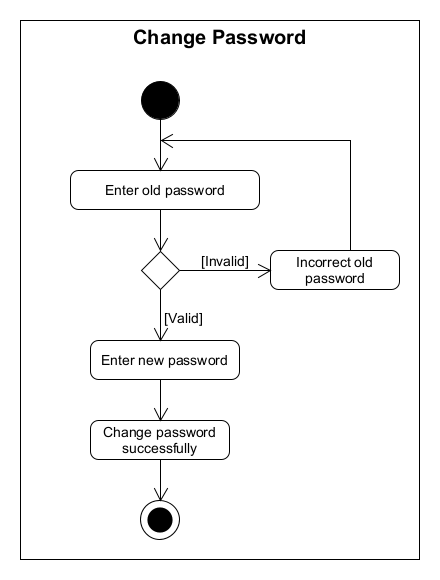 Change Password
Enter old password
[Invalid]
Incorrect old
password
[Valid]
Enter new password
Change password
successfully